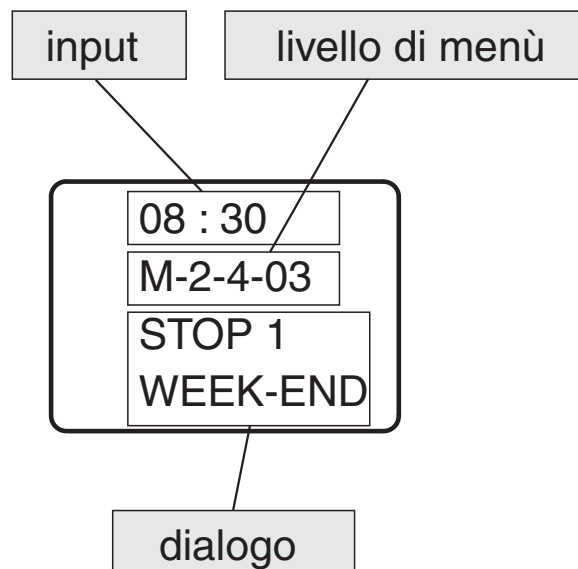 input
livello di menù
08 : 30
M-2-4-03
STOP 1
WEEK-END
dialogo